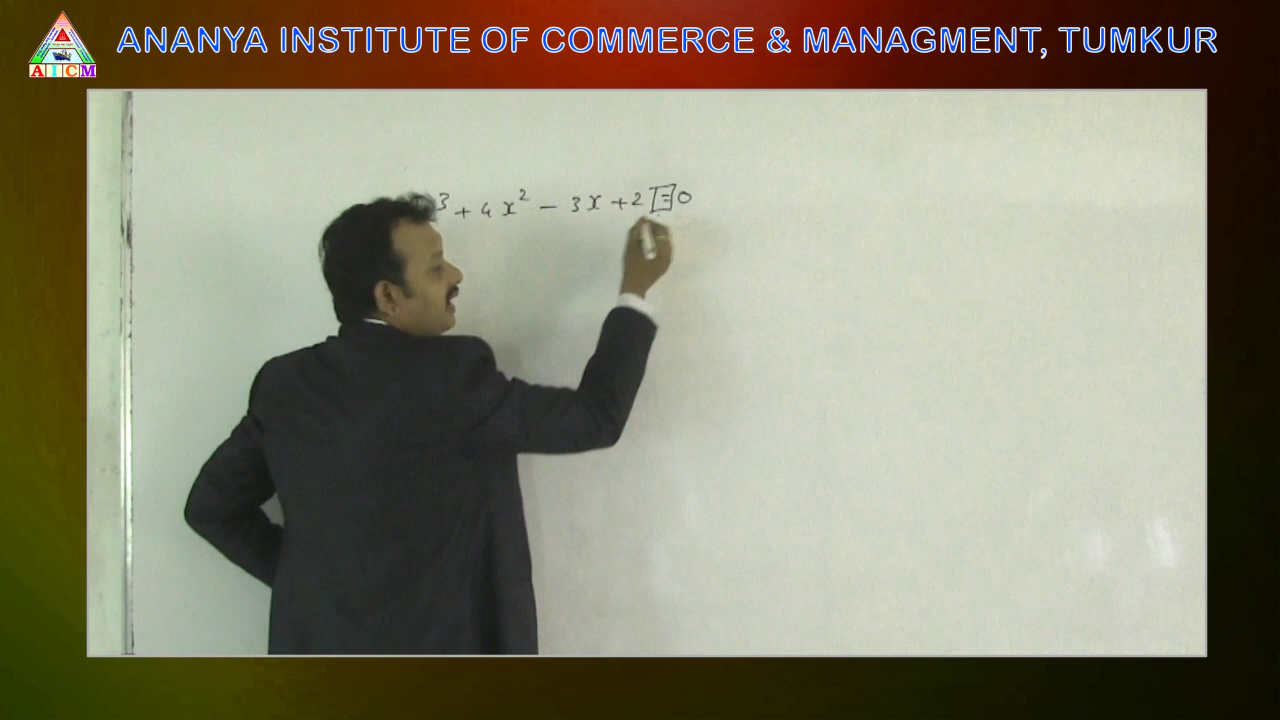 ANANYA INSTITUTE OF COMMERCE & MANAGMENT, TUMKUR
AICM
3 + 4x² − 3x + 2 = 0